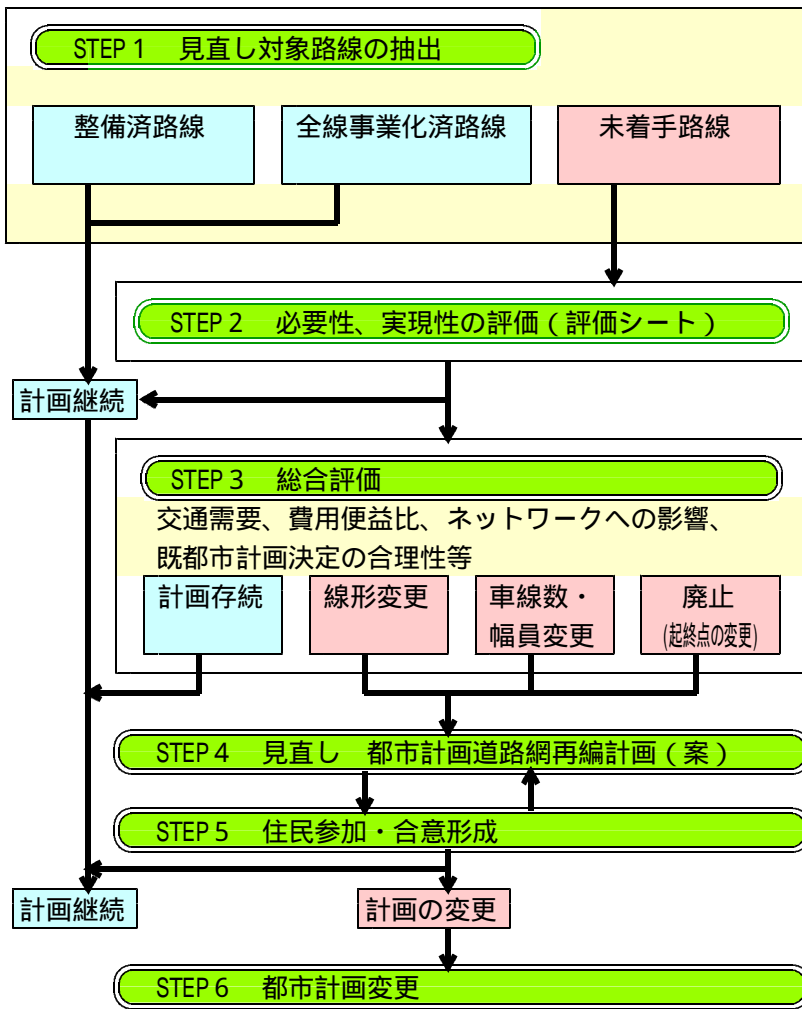 STEP 1 見直し対象路線の抽出
整備済路線
全線事業化済路線
未着手路線
STEP 2 必要性、実現性の評価（評価シート）
計画継続
STEP 3 総合評価
交通需要、費用便益比、ネットワークへの影響、
既都市計画決定の合理性等
計画存続
線形変更
車線数・
幅員変更
廃止
(起終点の変更)
STEP 4 見直し 都市計画道路網再編計画（案）
STEP 5 住民参加・合意形成
計画継続
計画の変更
STEP 6 都市計画変更